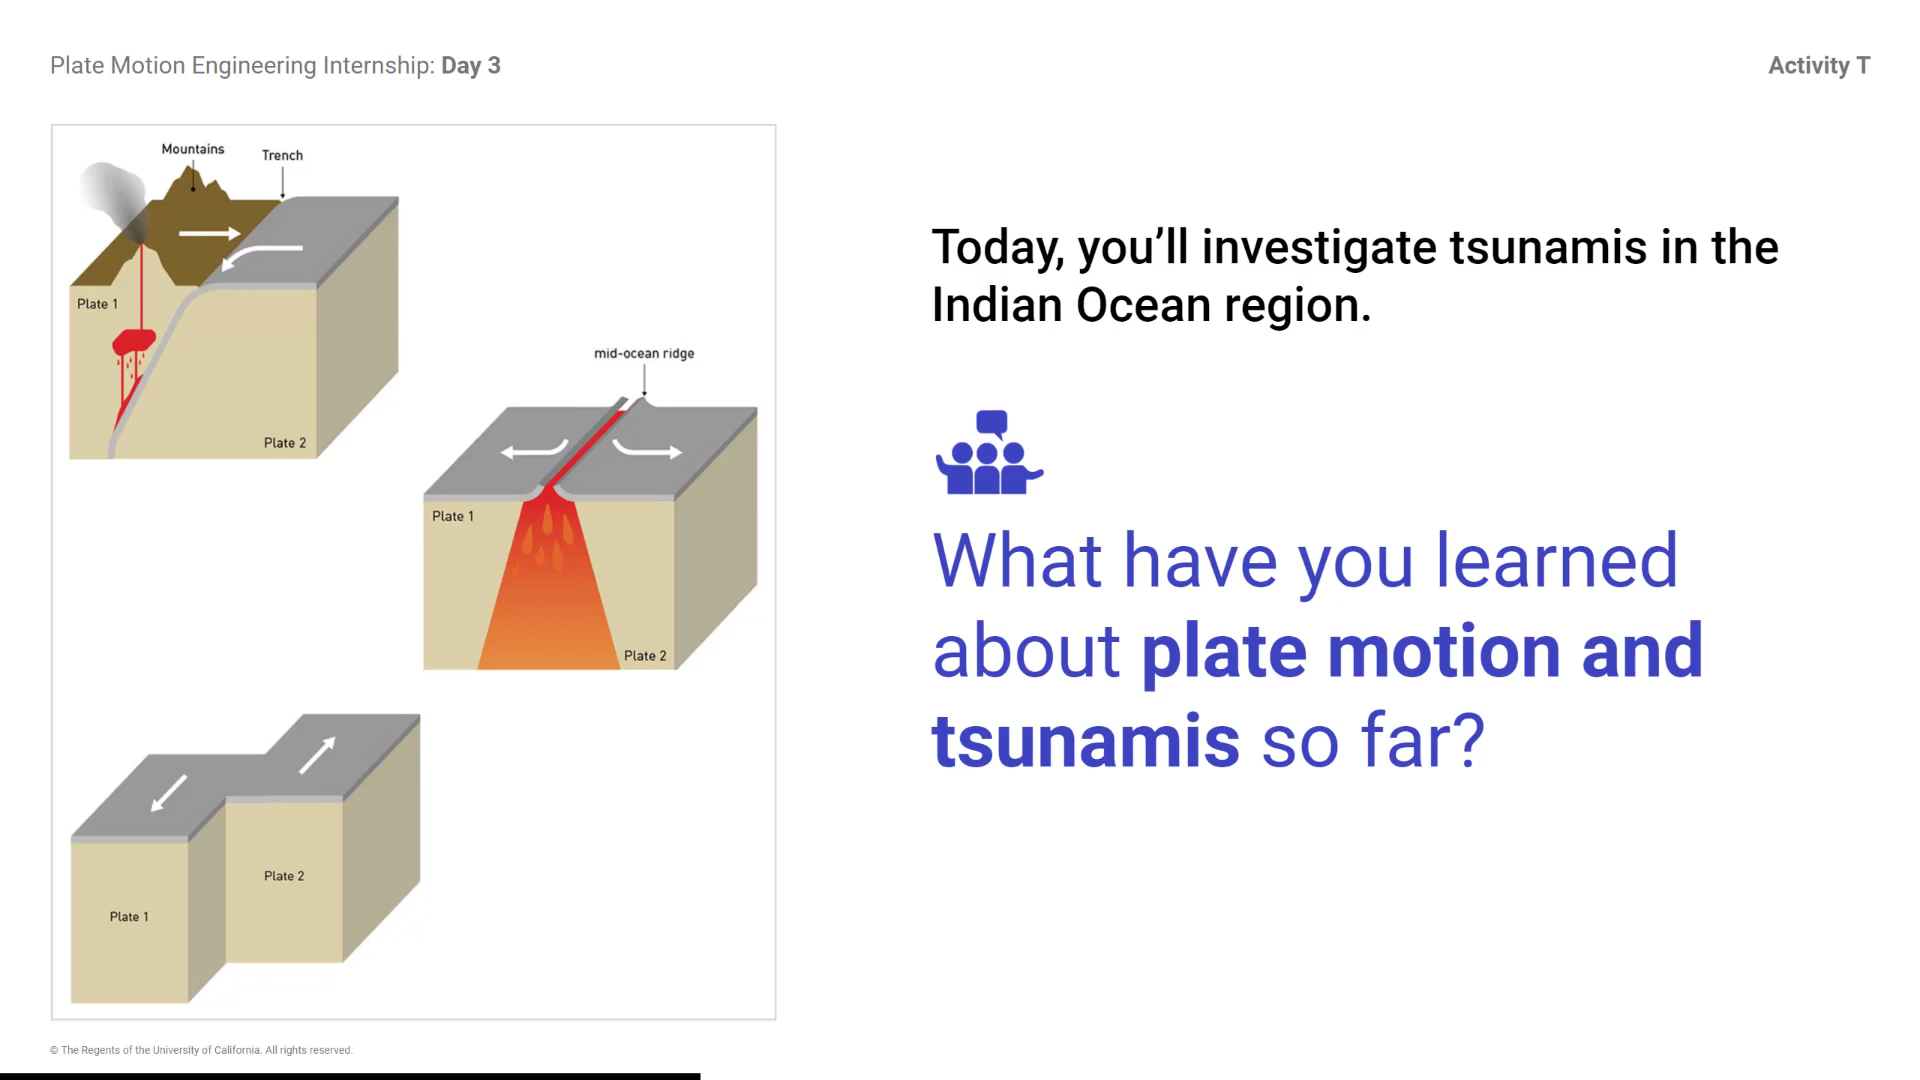 Plate Motion Engineering Internship: Day 3
Activity T
Mountains
Trench
Plate 1
Plate 2
mid-ocean ridge
Plate 1
Plate 2
Plate 2
Plate 1
Today, you’ll investigate tsunamis in the
Indian Ocean region.
What have you learned
about plate motion and
tsunamis so far?
© The Regents of the University of California. All rights reserved.